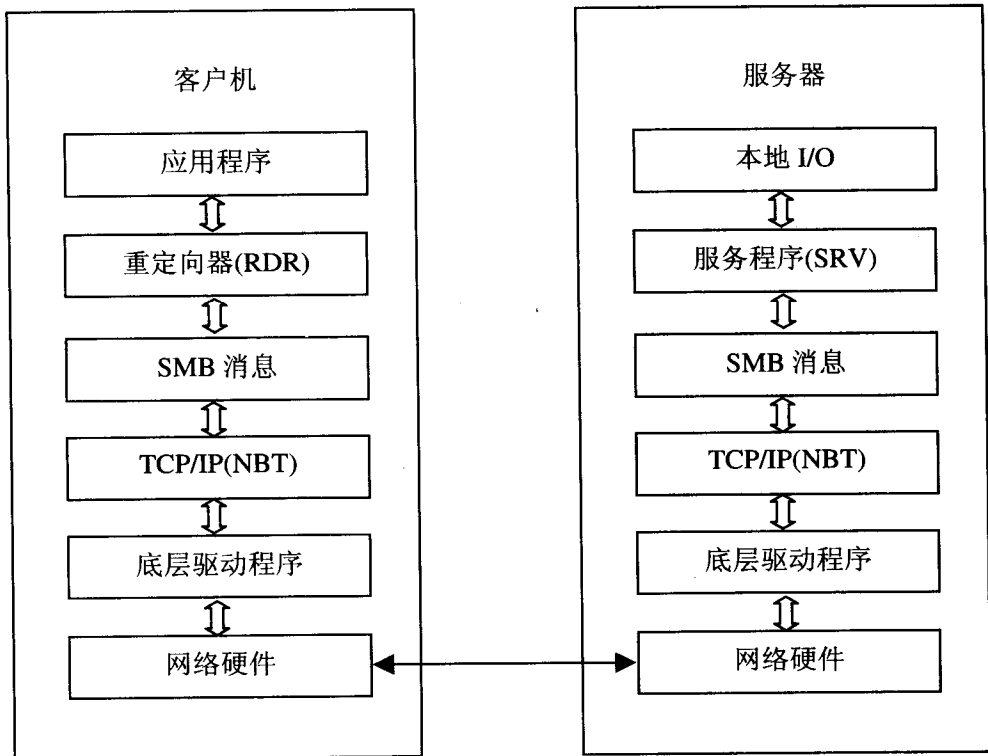 客户机
应用程序
重定向器(RDR)
SMB 消息
TCP/IP(NBT)
底层驱动程序
网络硬件
服务器
本地 I/O
服务程序(SRV)
SMB 消息
TCP/IP(NBT)
底层驱动程序
网络硬件